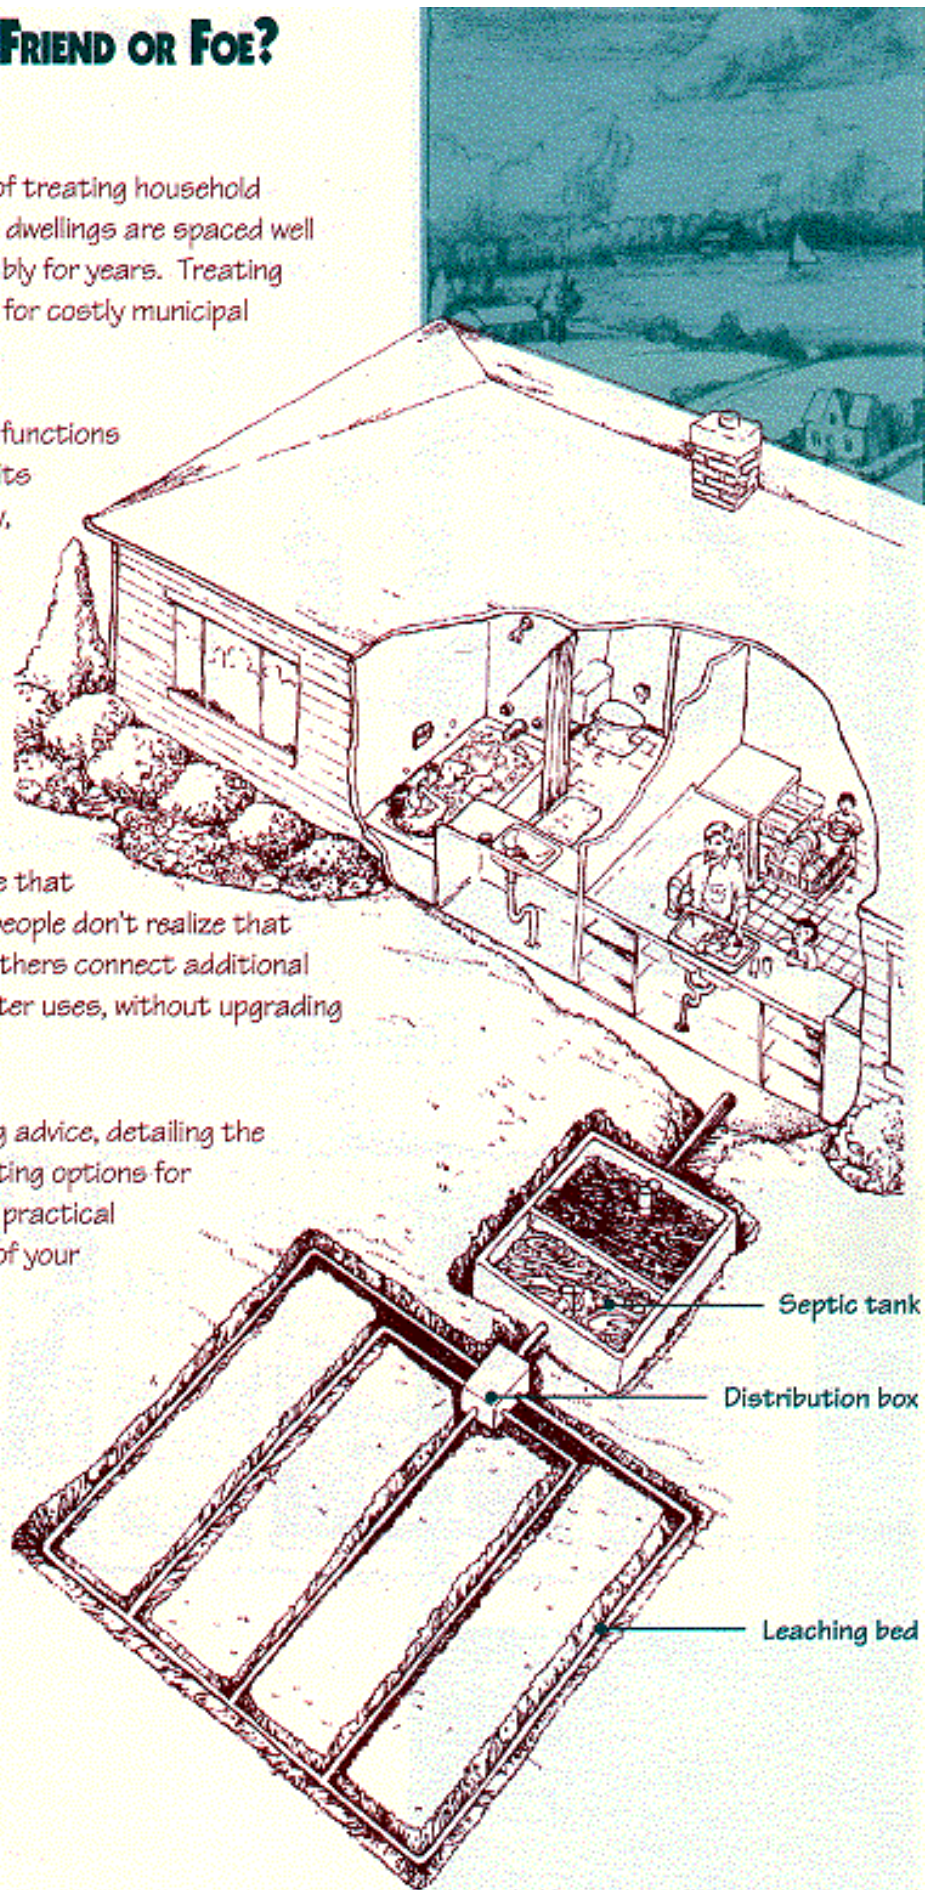 FRIEND OR FOE?
of treating household
dwellings are spaced well
bly for years. Treating
for costly municipal
functions
its
e that
people don't realize that
thers connect additional
ter uses, without upgrading
g advice, detailing the
ting options for
practical
of your
Septic tank
Distribution box
Leaching bed